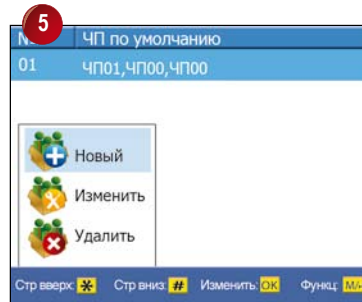 5
№ ЧП по умолчанию
01 ЧП01,ЧП00,ЧП00
Новый
Изменить
Удалить
Стр вверх: * Стр вниз: # Изменить: OK Функц: